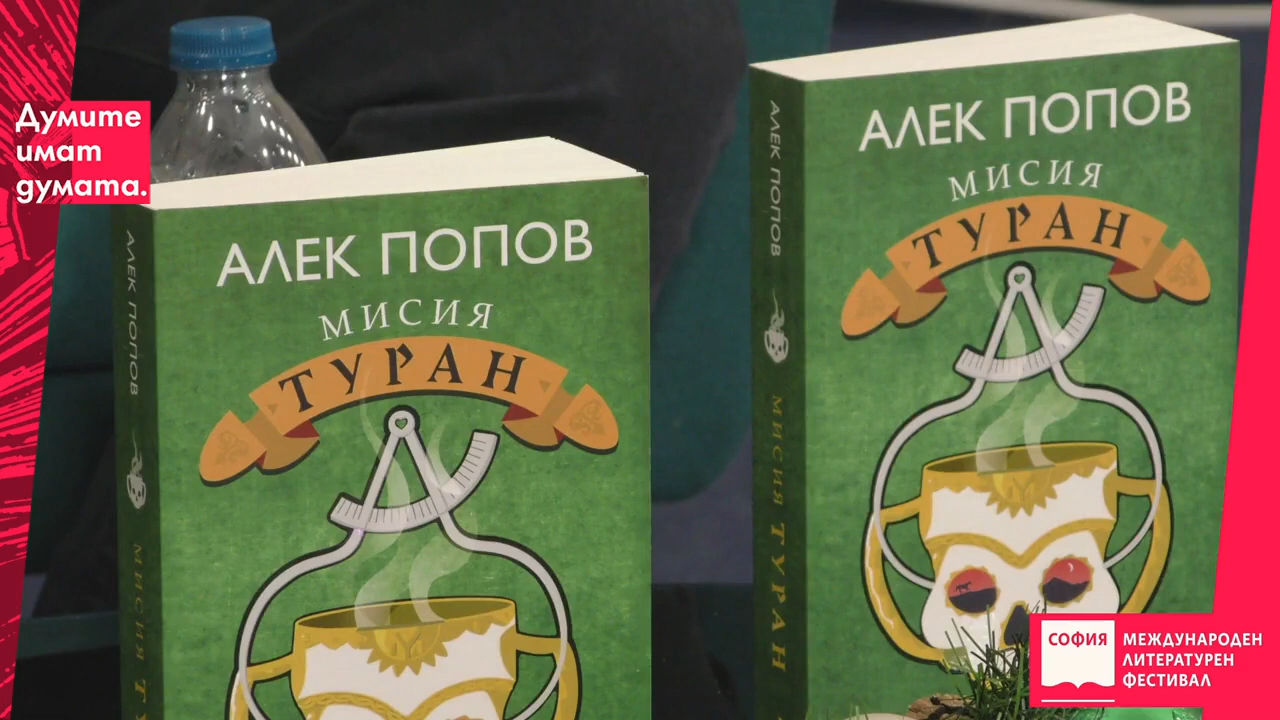 Думите
имат
думата.
АЛЕК ПОПОВ
МИСИЯ
ТУРАН
АЛЕК ПОПОВ
МИСИЯ Т
АЛЕК ПОПОВ
МИСИЯ
ТУРАН
АЛЕК ПОПОВ
МИСИЯ ТУРАН
СОФИЯ
МЕЖДУНАРОДЕН
ЛИТЕРАТУРЕН
ФЕСТИВАЛ